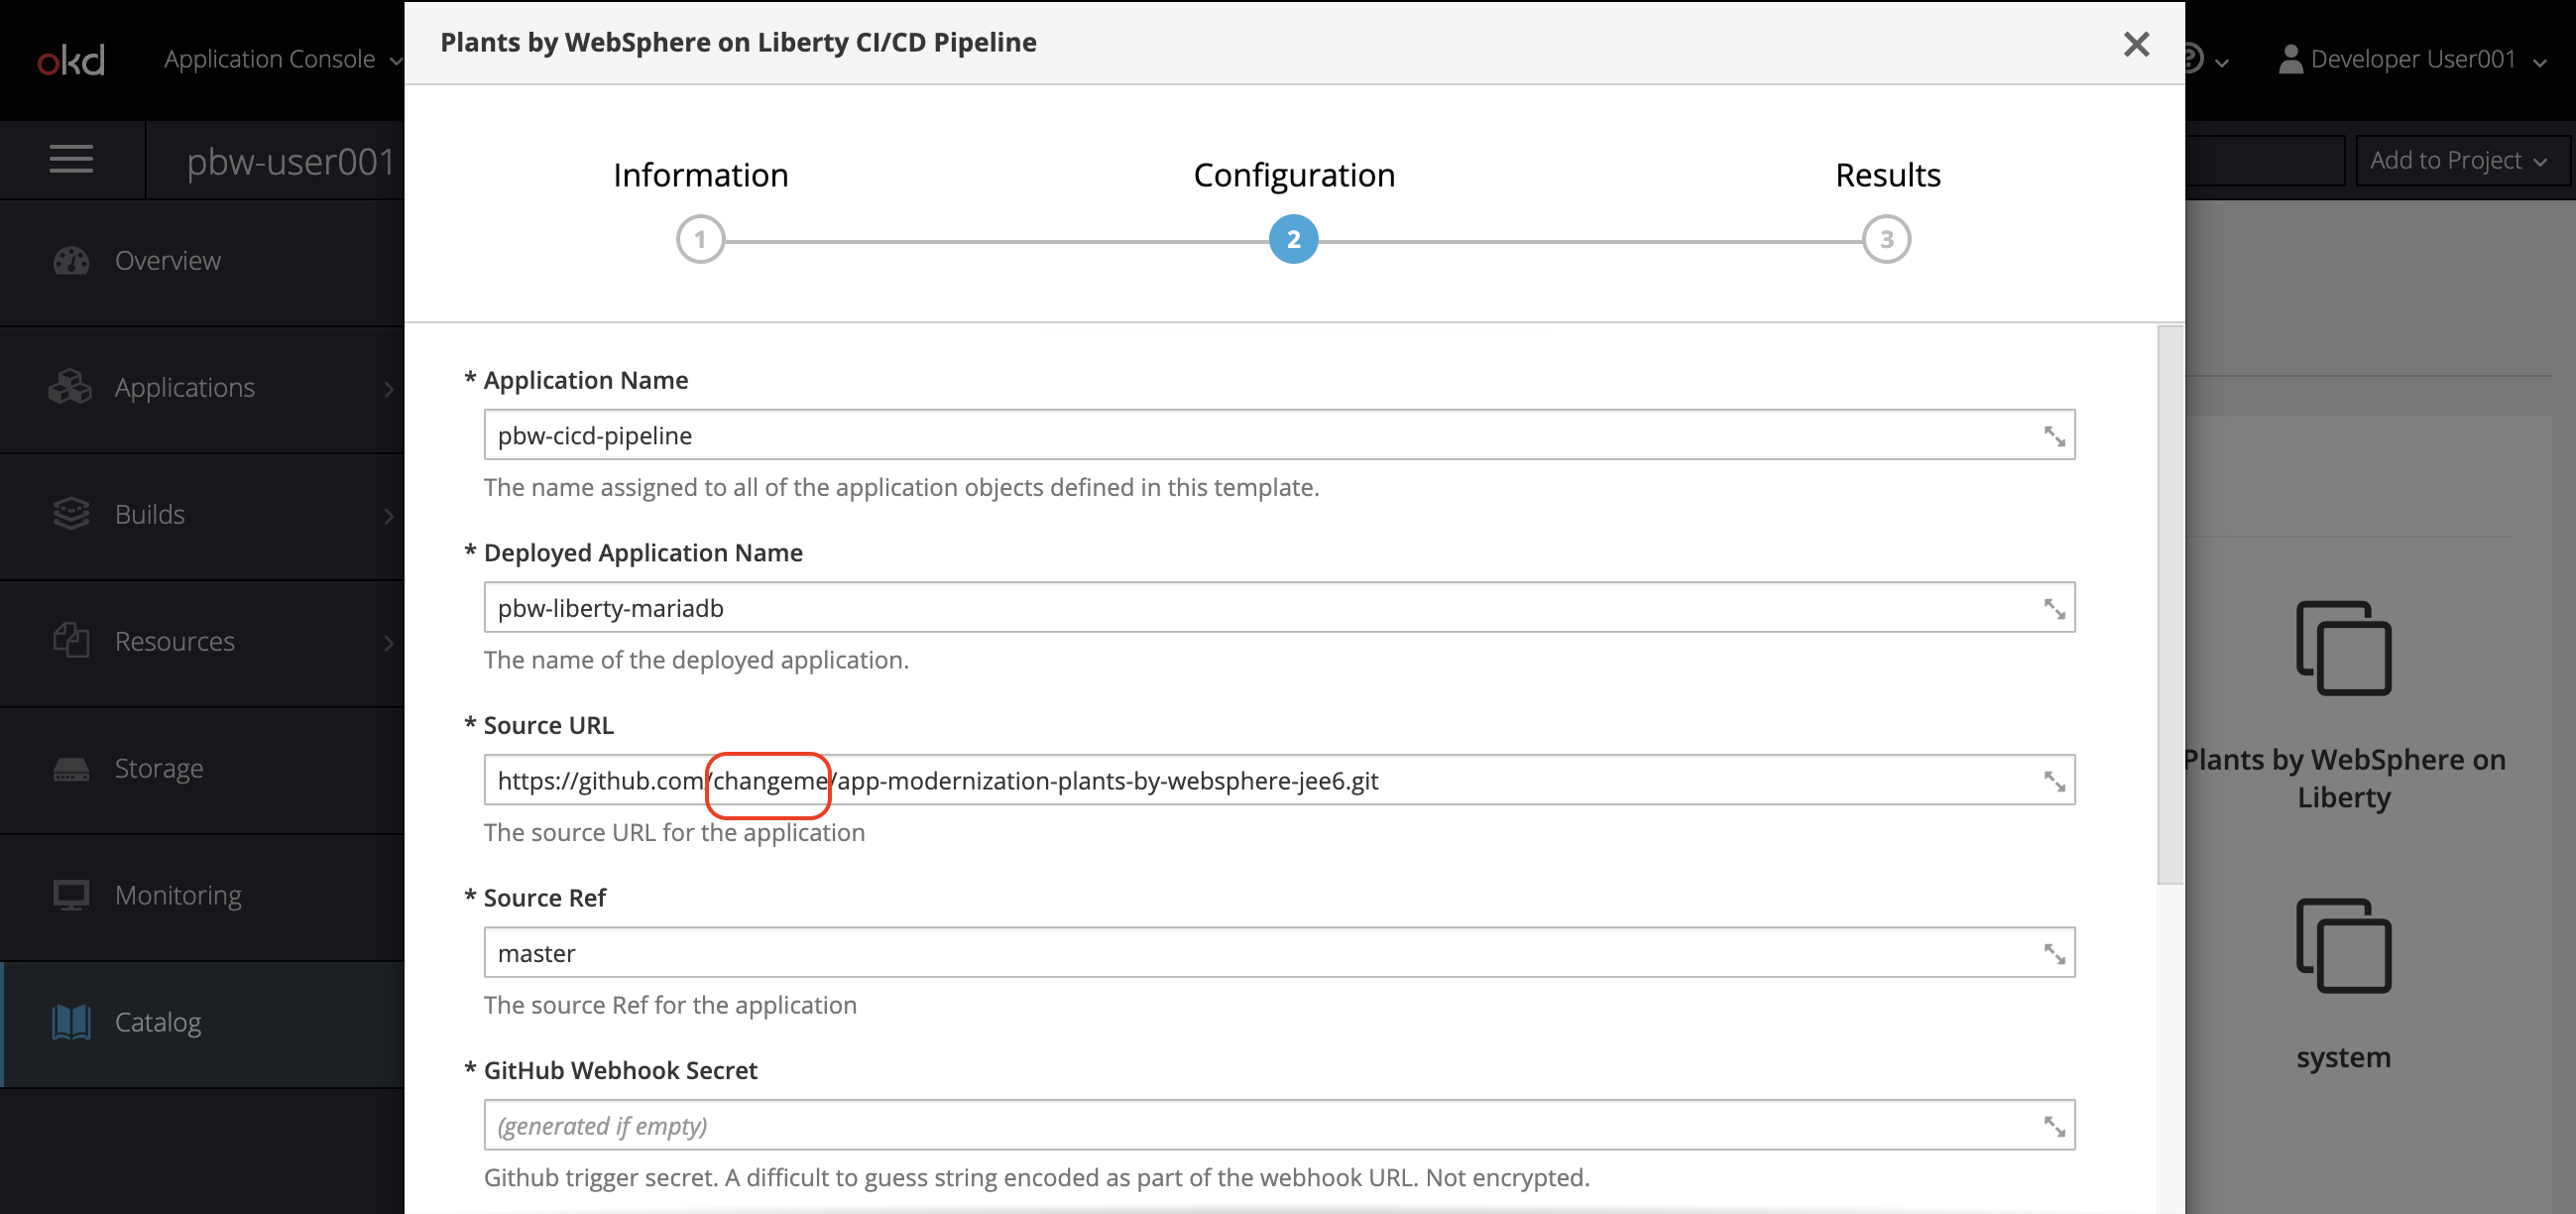 okd
Application Console
Plants by WebSphere on Liberty CI/CD Pipeline
?
Developer User001
pbw-user001
Add to Project
Information
Configuration
Results
1
2
3
Overview
Applications
Builds
Resources
Storage
Monitoring
Catalog
* Application Name
pbw-cicd-pipeline
The name assigned to all of the application objects defined in this template.
* Deployed Application Name
pbw-liberty-mariadb
The name of the deployed application.
* Source URL
https://github.com/changeme/app-modernization-plants-by-websphere-jee6.git
The source URL for the application
* Source Ref
master
The source Ref for the application
* GitHub Webhook Secret
(generated if empty)
Github trigger secret. A difficult to guess string encoded as part of the webhook URL. Not encrypted.
Plants by WebSphere on
Liberty
system